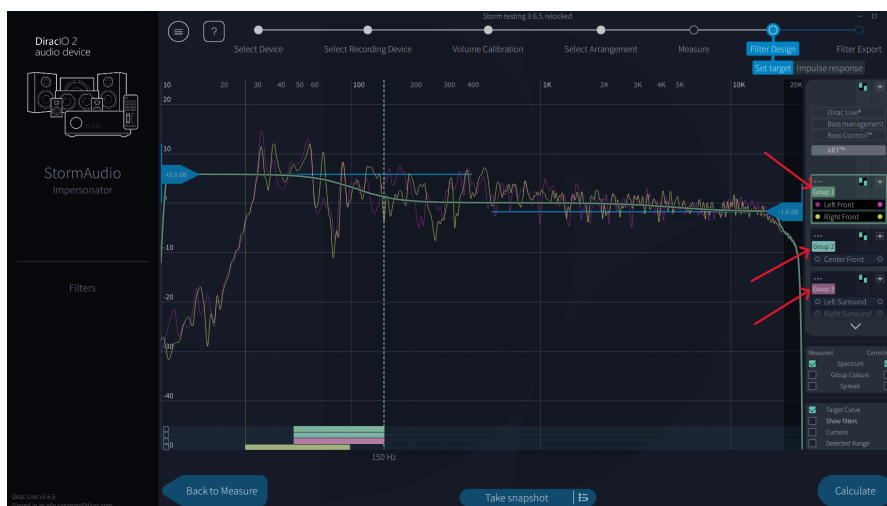 Storm testing 3.6.5.relocked
DiracIO 2
audio device
?
Select Device
Select Recording Device
Volume Calibration
Select Arrangement
Measure
Filter Design
Filter Export
Set target
Impulse response
10 20 30 40 50 60 100 200 300 400 1K 2K 3K 4K 5K 10K 20K
20
10
0
-10
-20
-30
-40
+5.8 dB
-1.8 dB
150 Hz
StormAudio
Impersonator
Filters
Dirac Live®
Bass management
Bass Control™
ART™
Group 1
Left Front
Right Front
Group 2
Center Front
Group 3
Left Surround
Right Surround
Measured
Spectrum
Group Colours
Spread
Target Curve
Show filters
Curtains
Detected Range
Back to Measure
Take snapshot
Calculate
Dirac Live v3.6.5